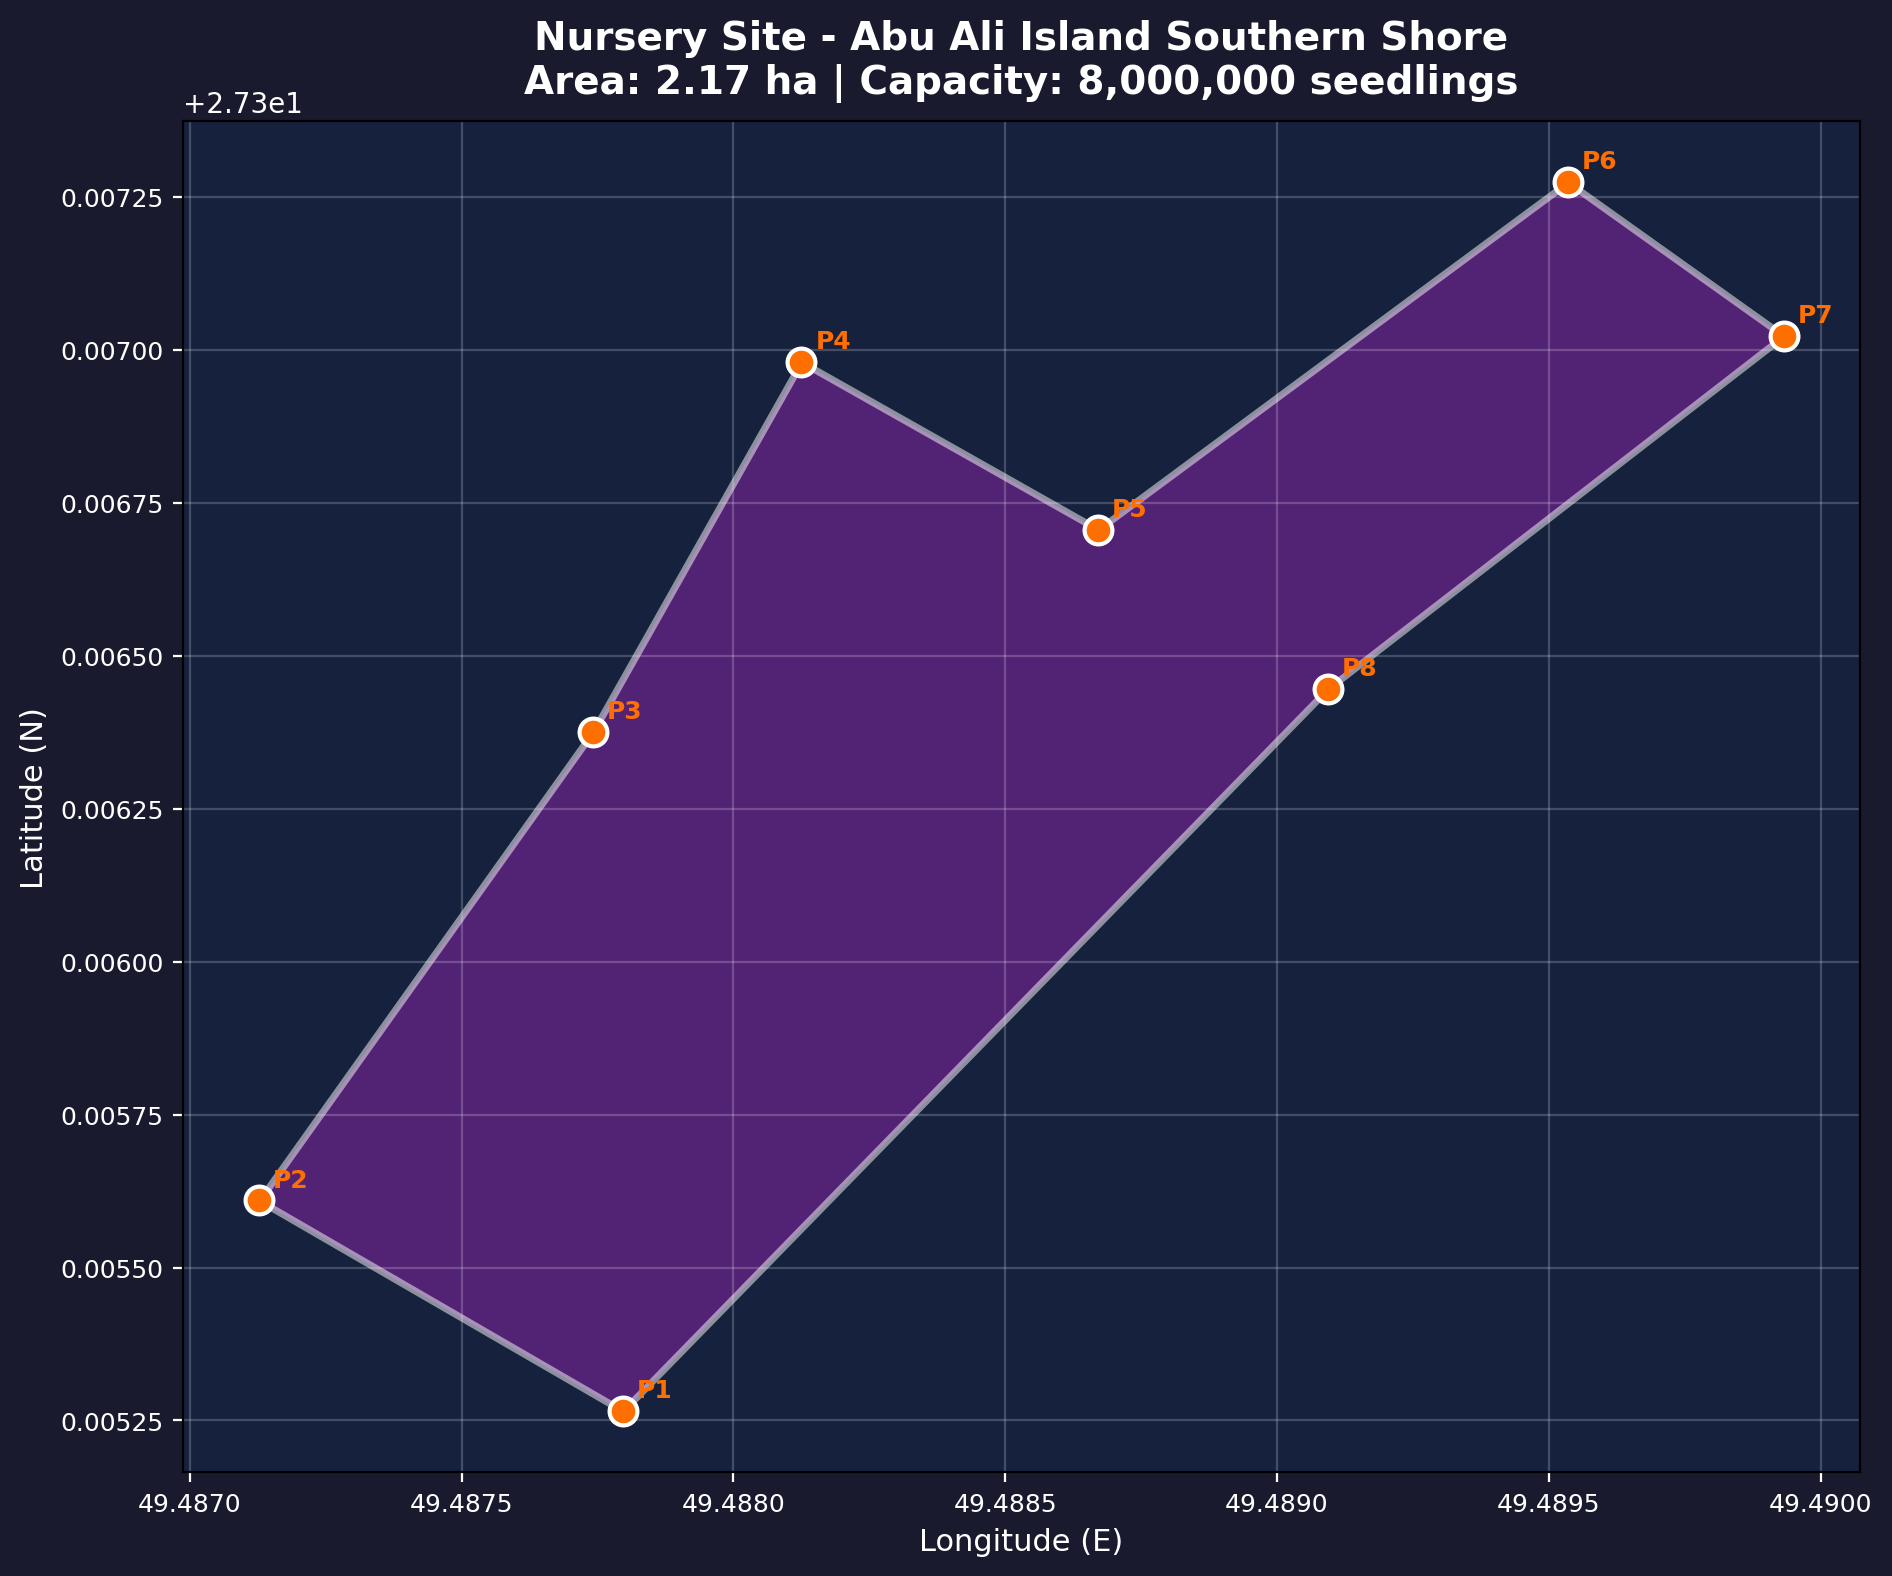 Nursery Site - Abu Ali Island Southern Shore
Area: 2.17 ha | Capacity: 8,000,000 seedlings
+2.73e1
P6
0.00725
P7
0.00700
P4
0.00675
P5
0.00650
P8
P3
0.00625
Latitude (N)
0.00600
0.00575
P2
0.00550
P1
0.00525
49.4870 49.4875 49.4880 49.4885 49.4890 49.4895 49.4900
Longitude (E)